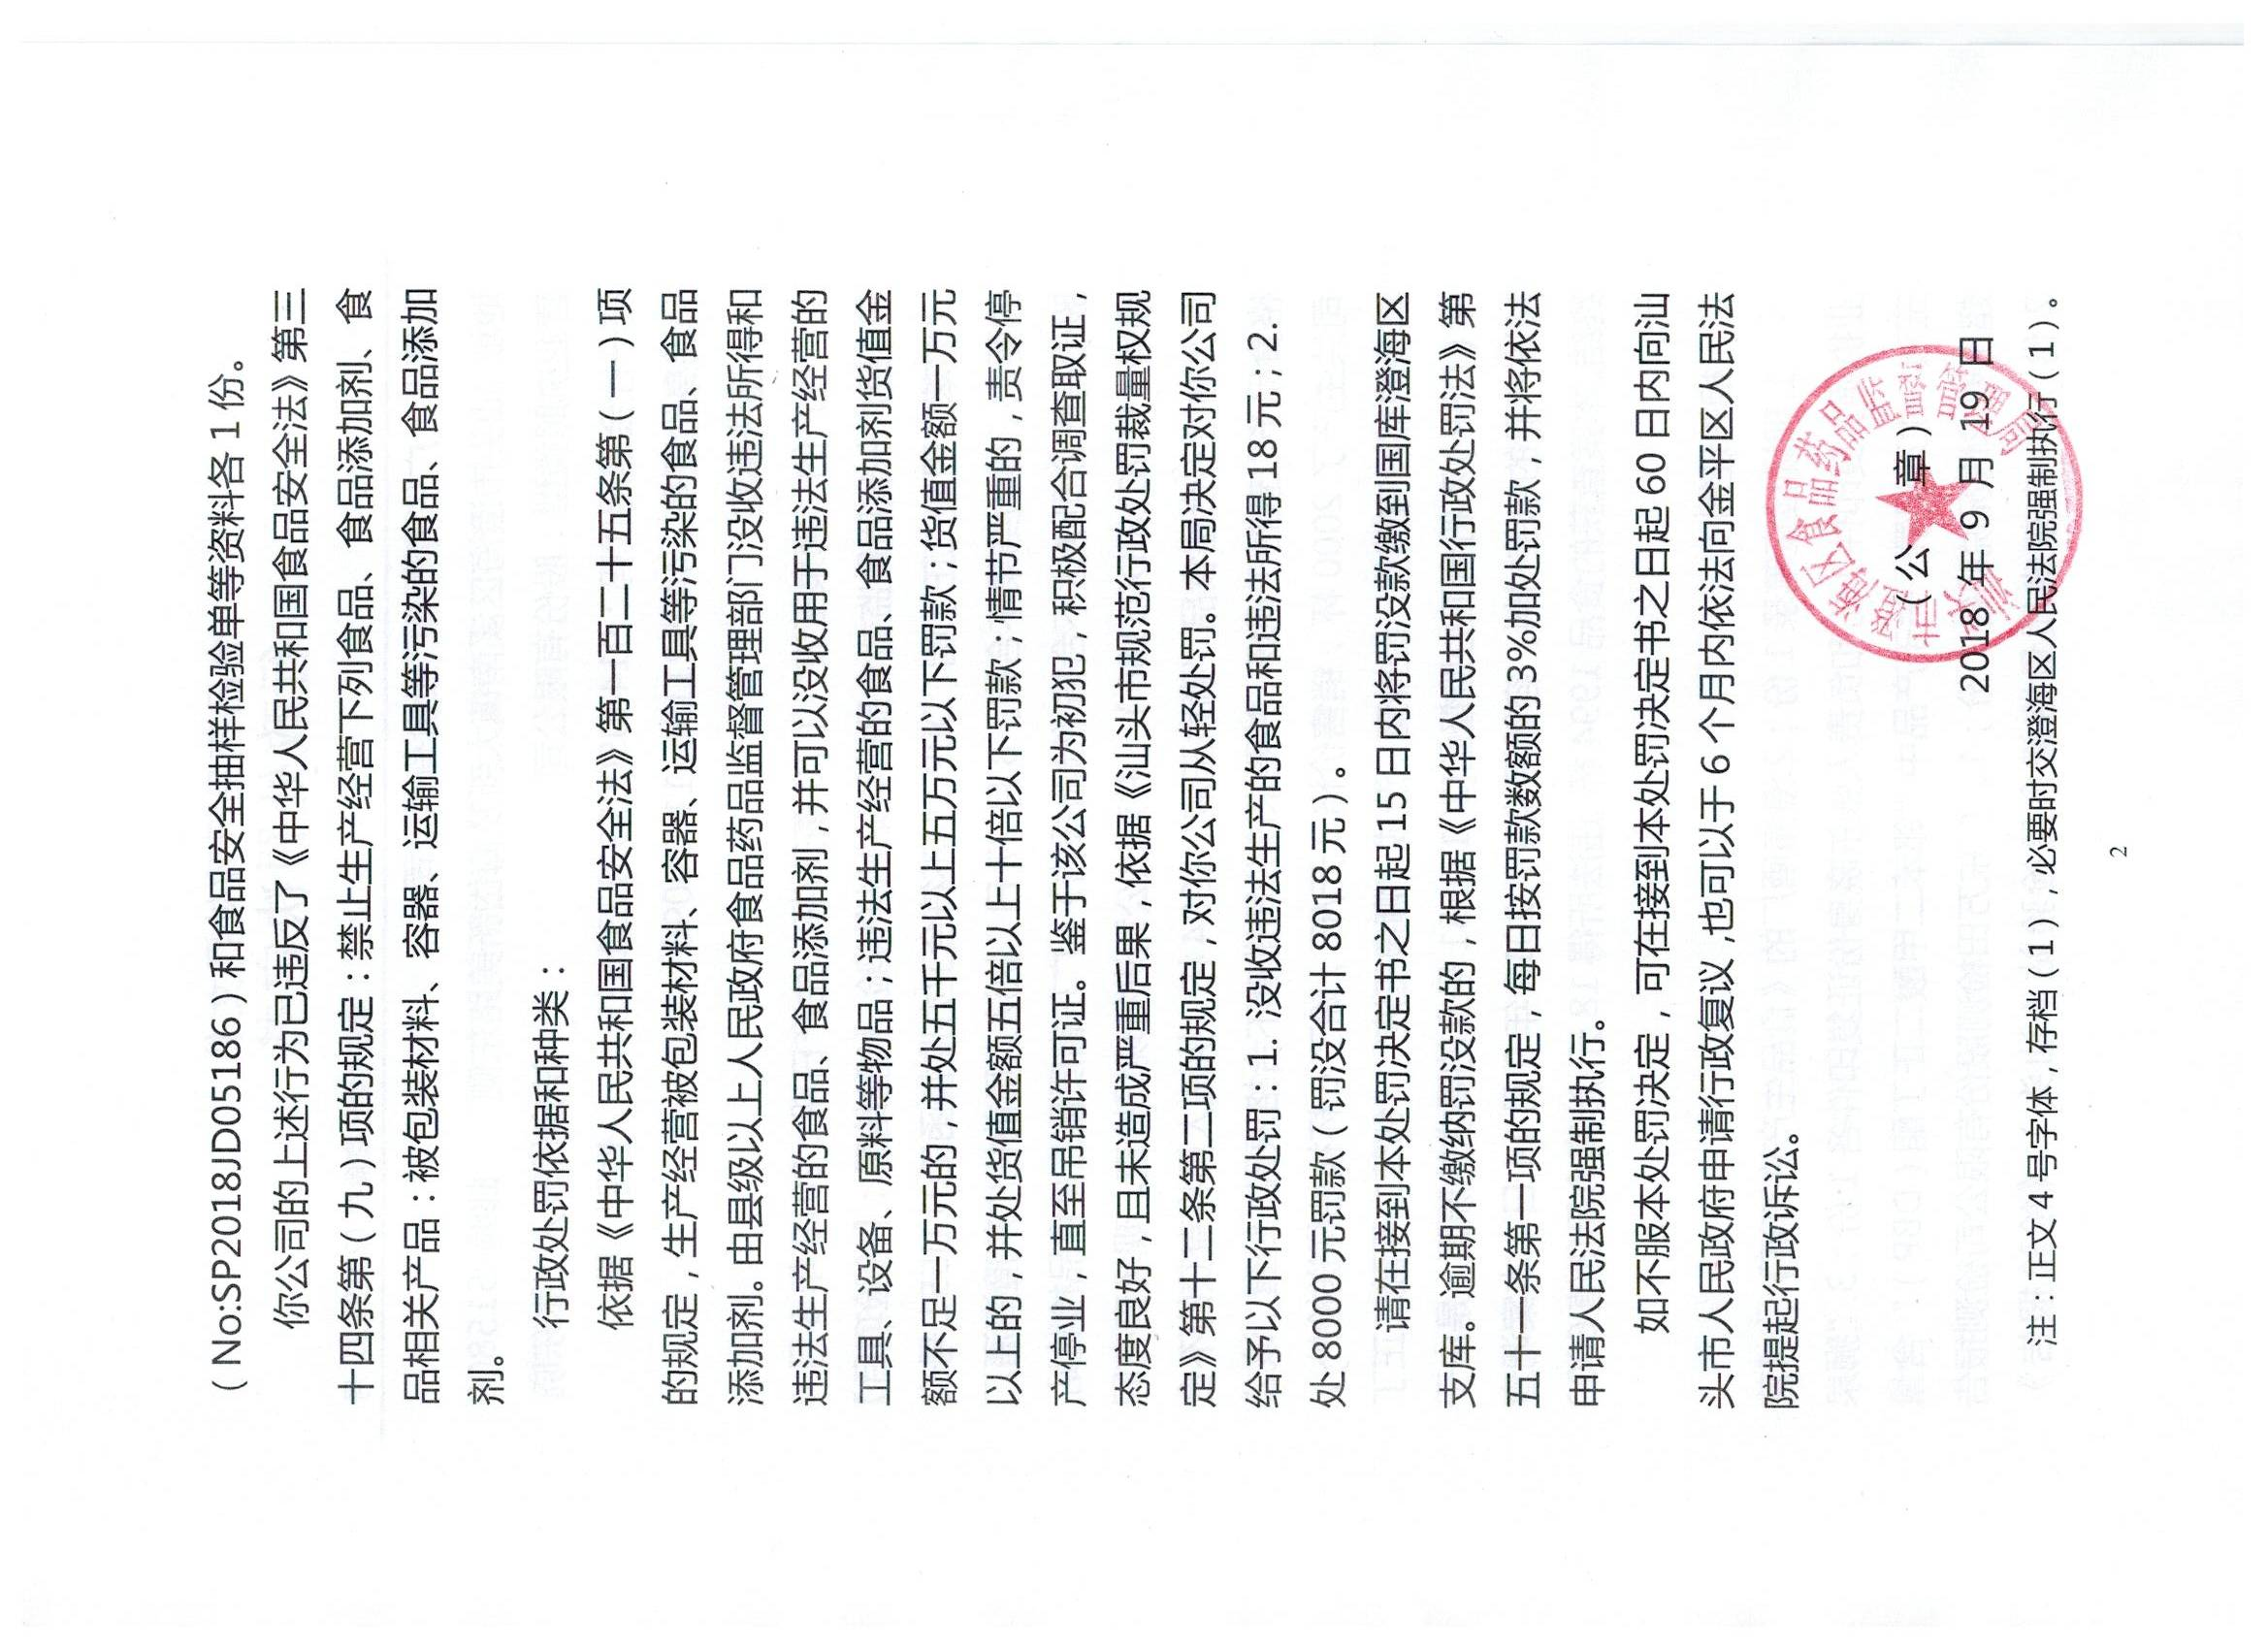 （No:SP2018JD05186）和食品安全抽样检验单等资料各1份。
你公司的上述行为已违反了《中华人民共和国食品安全法》第三
十四条第（九）项的规定：禁止生产经营下列食品、食品添加剂、食
品相关产品：被包装材料、容器、运输工具等污染的食品、食品添加
剂。
行政处罚依据和种类：
依据《中华人民共和国食品安全法》第一百二十五条第（一）项
的规定，生产经营被包装材料、容器、运输工具等污染的食品、食品
添加剂。由县级以上人民政府食品药品监督管理部门没收违法所得和
违法生产经营的食品、食品添加剂，并可以没收用于违法生产经营的
工具、设备、原料等物品；违法生产经营的食品、食品添加剂货值金
额不足一万元的，并处五千元以上五万元以下罚款；货值金额一万元
以上的，并处货值金额五倍以上十倍以下罚款；情节严重的，责令停
产停业，直至吊销许可证。鉴于该公司为初犯，积极配合调查取证，
态度良好，且未造成严重后果，依据《汕头市规范行政处罚裁量权规
定》第十二条第二项的规定，对你公司从轻处罚。本局决定对你公司
给予以下行政处罚：1. 没收违法生产的食品和违法所得18元；2.
处8000元罚款（罚没合计8018元）。
请在接到本处罚决定书之日起15日内将罚没款缴到国库澄海区
支库。逾期不缴纳罚没款的，根据《中华人民共和国行政处罚法》第
五十一条第一项的规定，每日按罚款数额的3%加处罚款，并将依法
申请人民法院强制执行。
如不服本处罚决定，可在接到本处罚决定书之日起60日内向汕
头市人民政府申请行政复议，也可以于6个月内依法向金平区人民法
院提起行政诉讼。
汕头市澄海区食品药品监督管理局
（公 章）
2018年9月19日
注：正文4号字体，存档（1），必要时交澄海区人民法院强制执行（1）。
2